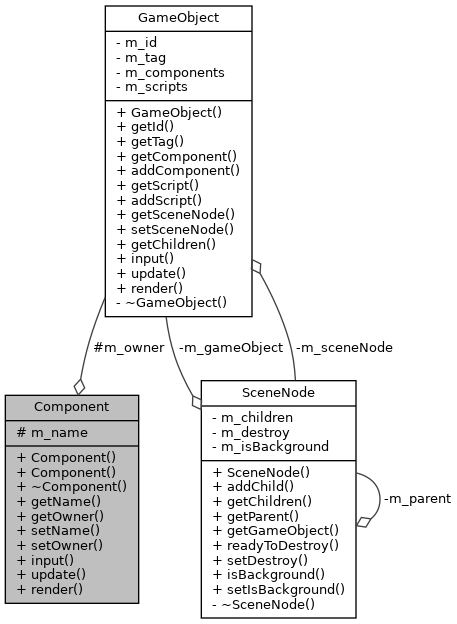 GameObject
- m_id
- m_tag
- m_components
- m_scripts
+ GameObject()
+ getId()
+ getTag()
+ getComponent()
+ addComponent()
+ getScript()
+ addScript()
+ getSceneNode()
+ setSceneNode()
+ getChildren()
+ input()
+ update()
+ render()
- ~GameObject()
#m_owner
-m_gameObject
-m_sceneNode
Component
# m_name
+ Component()
+ Component()
+ ~Component()
+ getName()
+ getOwner()
+ setName()
+ setOwner()
+ input()
+ update()
+ render()
SceneNode
- m_children
- m_destroy
- m_isBackground
+ SceneNode()
+ addChild()
+ getChildren()
+ getParent()
+ getGameObject()
+ readyToDestroy()
+ setDestroy()
+ isBackground()
+ setIsBackground()
- ~SceneNode()
-m_parent